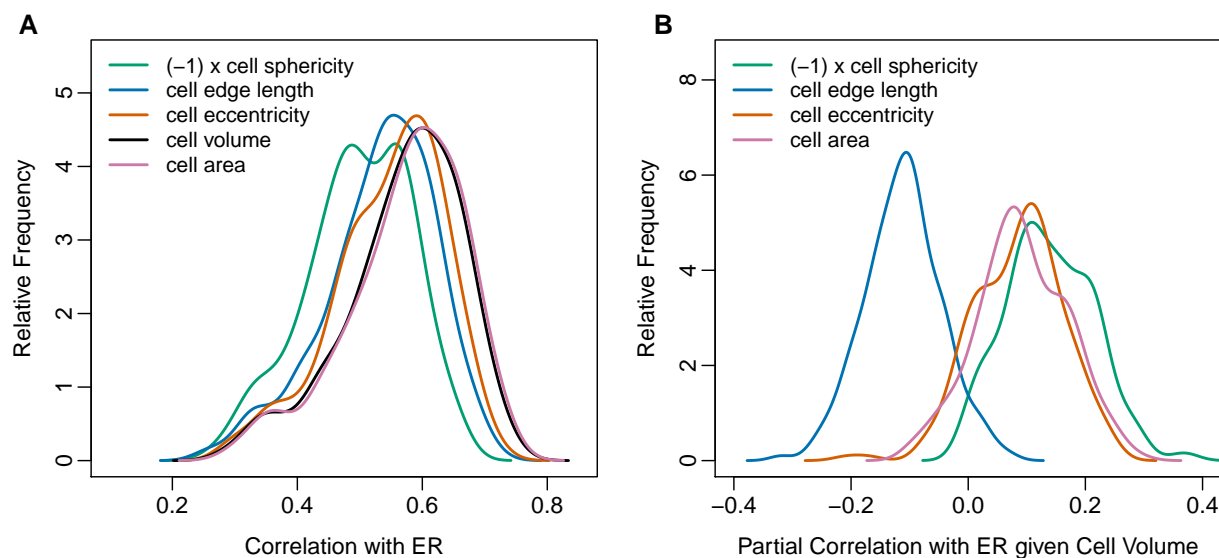 A
(−1) x cell sphericity
cell edge length
cell eccentricity
cell volume
cell area
Relative Frequency
0
1
2
3
4
5
0.2
0.4
0.6
0.8
Correlation with ER
B
(−1) x cell sphericity
cell edge length
cell eccentricity
cell area
Relative Frequency
0
2
4
6
8
−0.4
−0.2
0.0
0.2
0.4
Partial Correlation with ER given Cell Volume